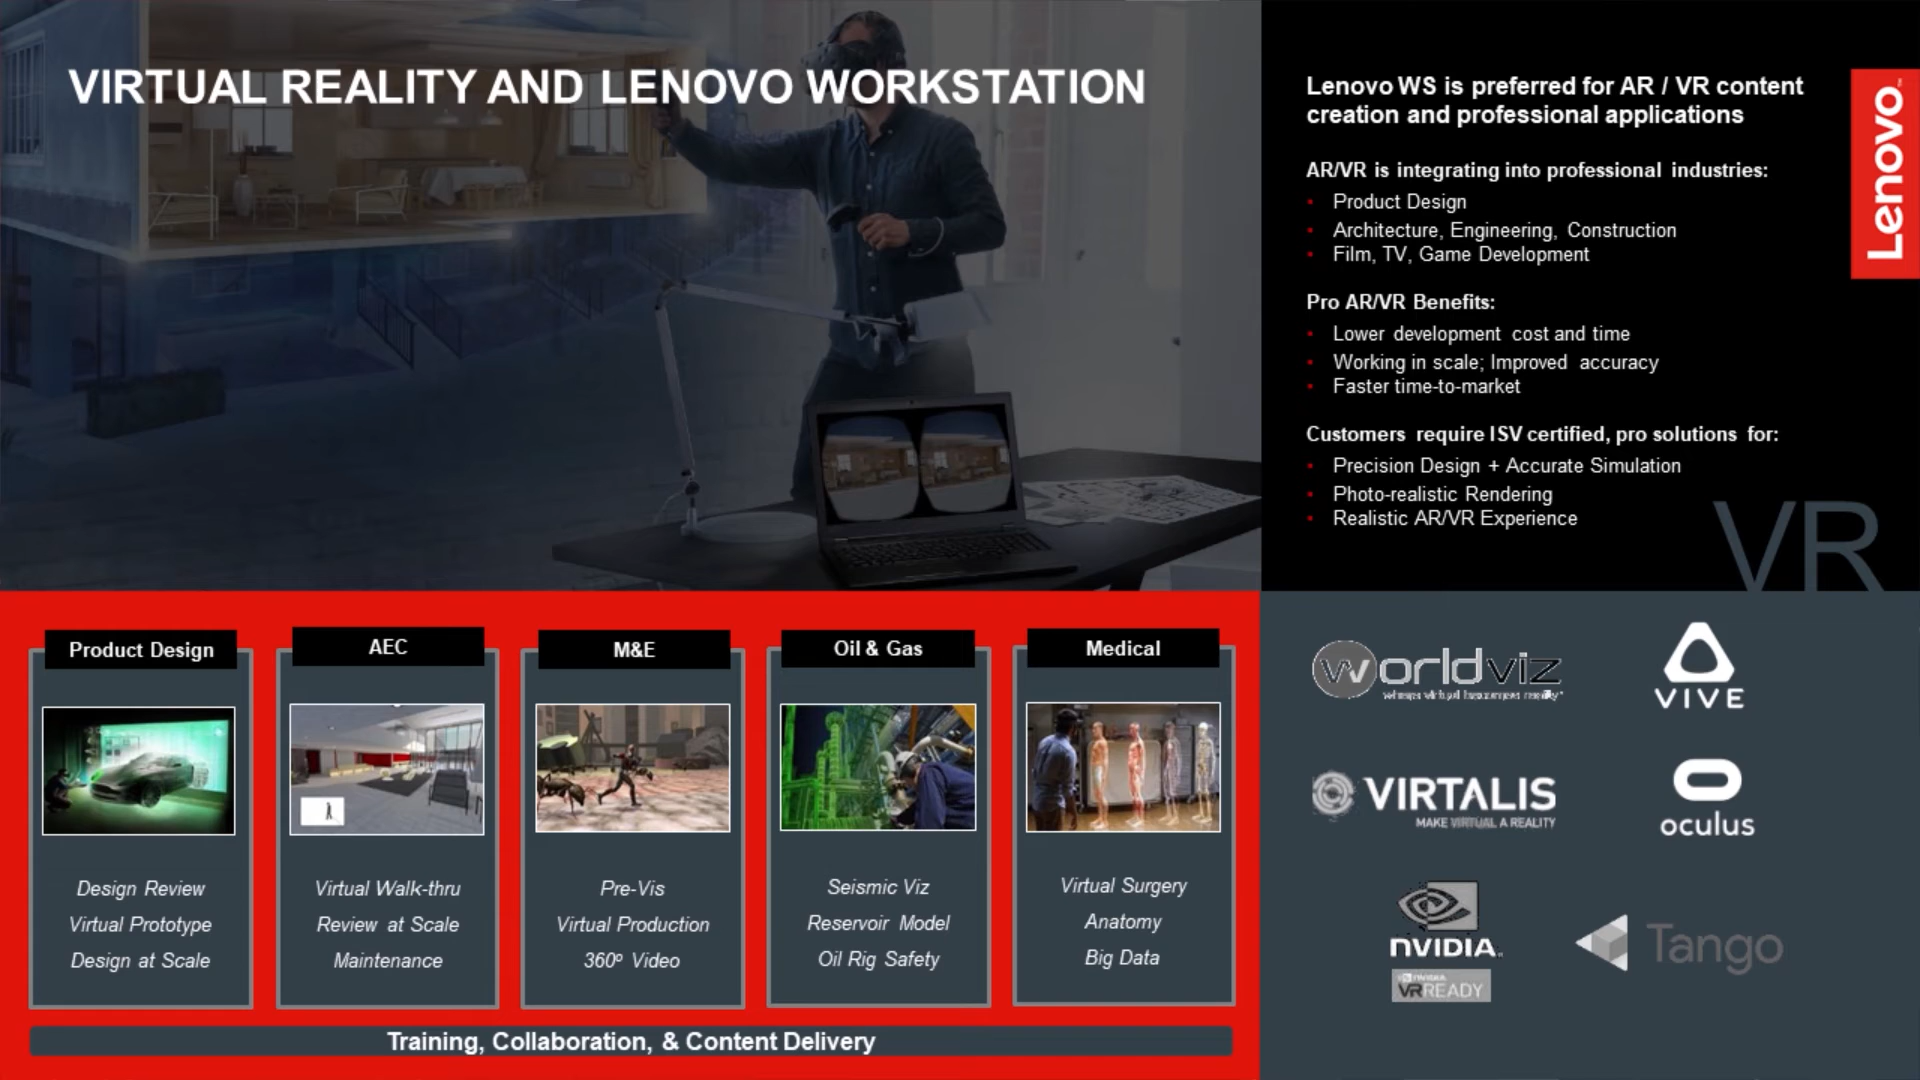 VIRTUAL REALITY AND LENOVO WORKSTATION
Lenovo WS is preferred for AR / VR content
creation and professional applications
AR/VR is integrating into professional industries:
• Product Design
• Architecture, Engineering, Construction
• Film, TV, Game Development
Pro AR/VR Benefits:
• Lower development cost and time
• Working in scale; Improved accuracy
• Faster time-to-market
Customers require ISV certified, pro solutions for:
• Precision Design + Accurate Simulation
• Photo-realistic Rendering
• Realistic AR/VR Experience
Lenovo
VR
Product Design
Design Review
Virtual Prototype
Design at Scale
AEC
Virtual Walk-thru
Review at Scale
Maintenance
M&E
Pre-Vis
Virtual Production
360º Video
Oil & Gas
Seismic Viz
Reservoir Model
Oil Rig Safety
Medical
Virtual Surgery
Anatomy
Big Data
Training, Collaboration, & Content Delivery
worldviz
where virtual becomes reality
VIVE
VIRTALIS
MAKE VIRTUAL A REALITY
oculus
NVIDIA.
NVIDIA.
VR READY
Tango